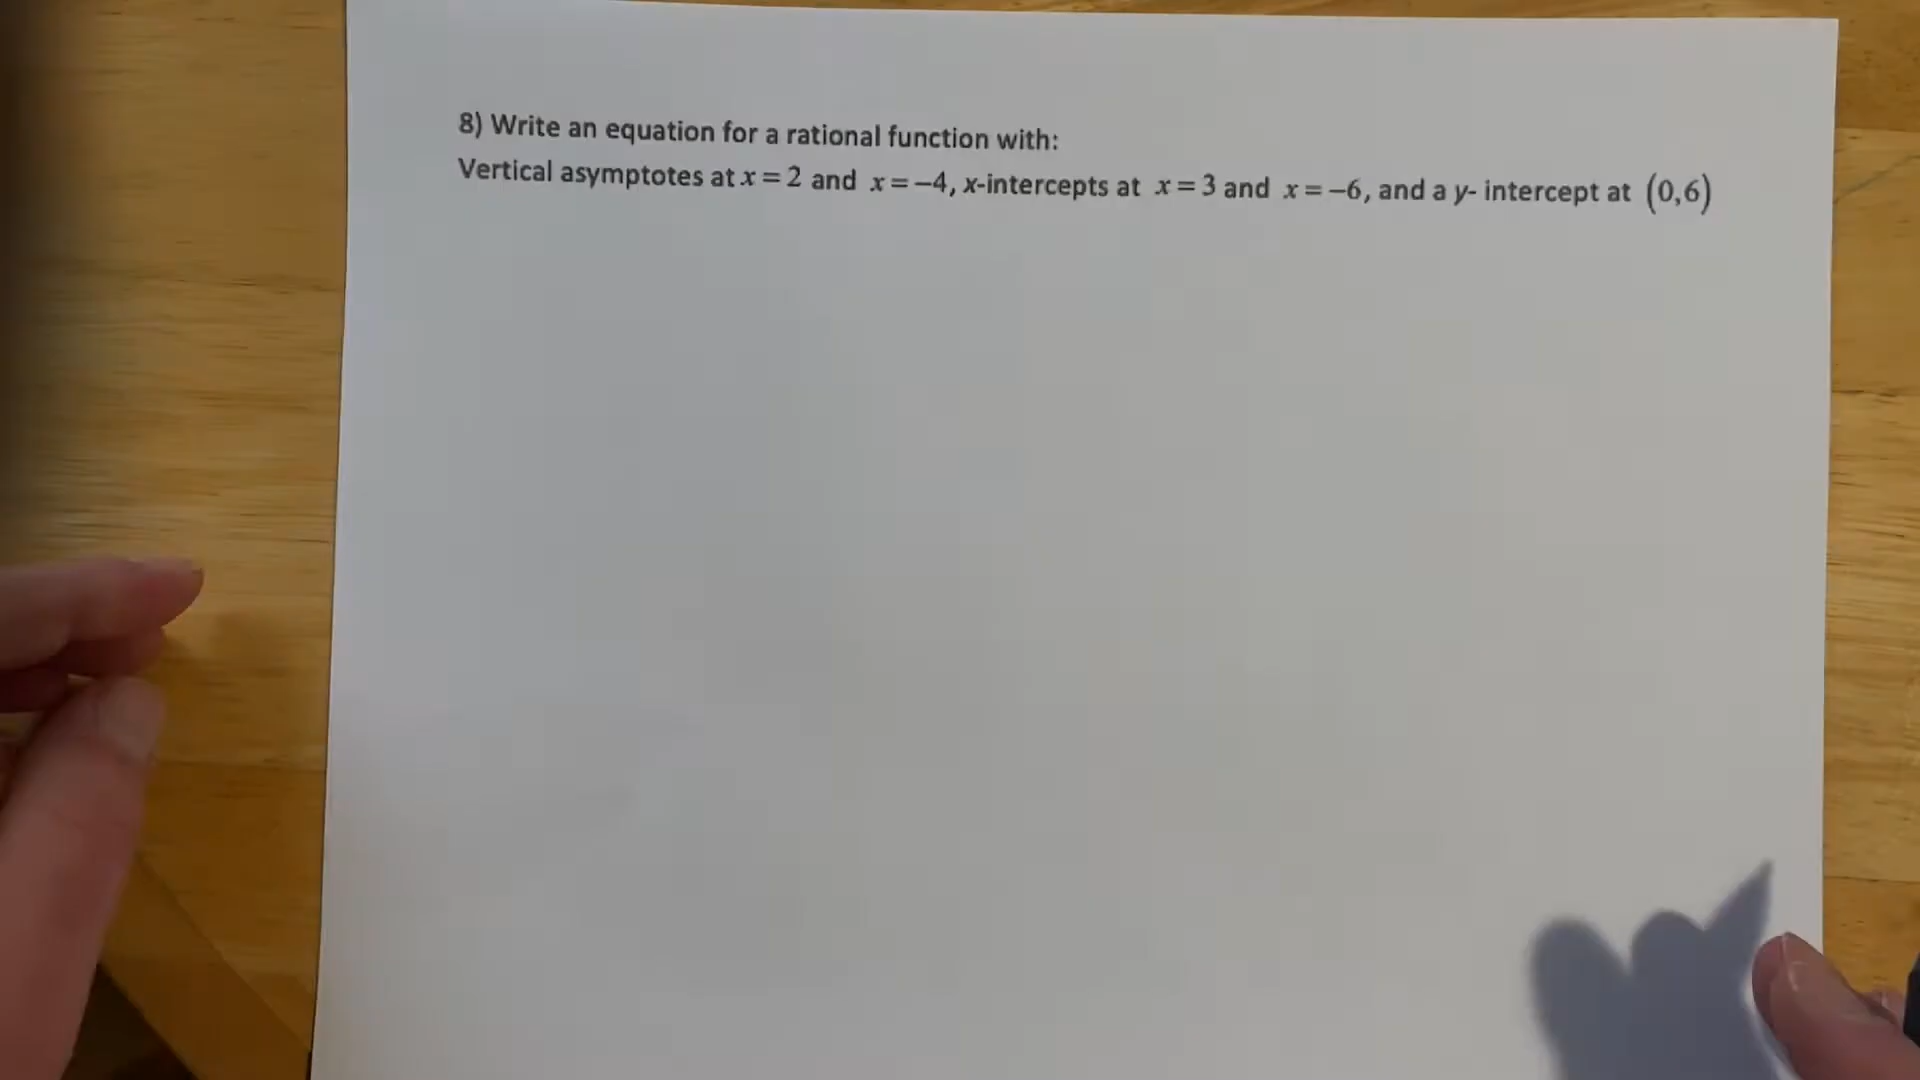 8) Write an equation for a rational function with:
Vertical asymptotes at x = 2 and x = −4, x-intercepts at x = 3 and x = −6, and a y- intercept at (0,6)